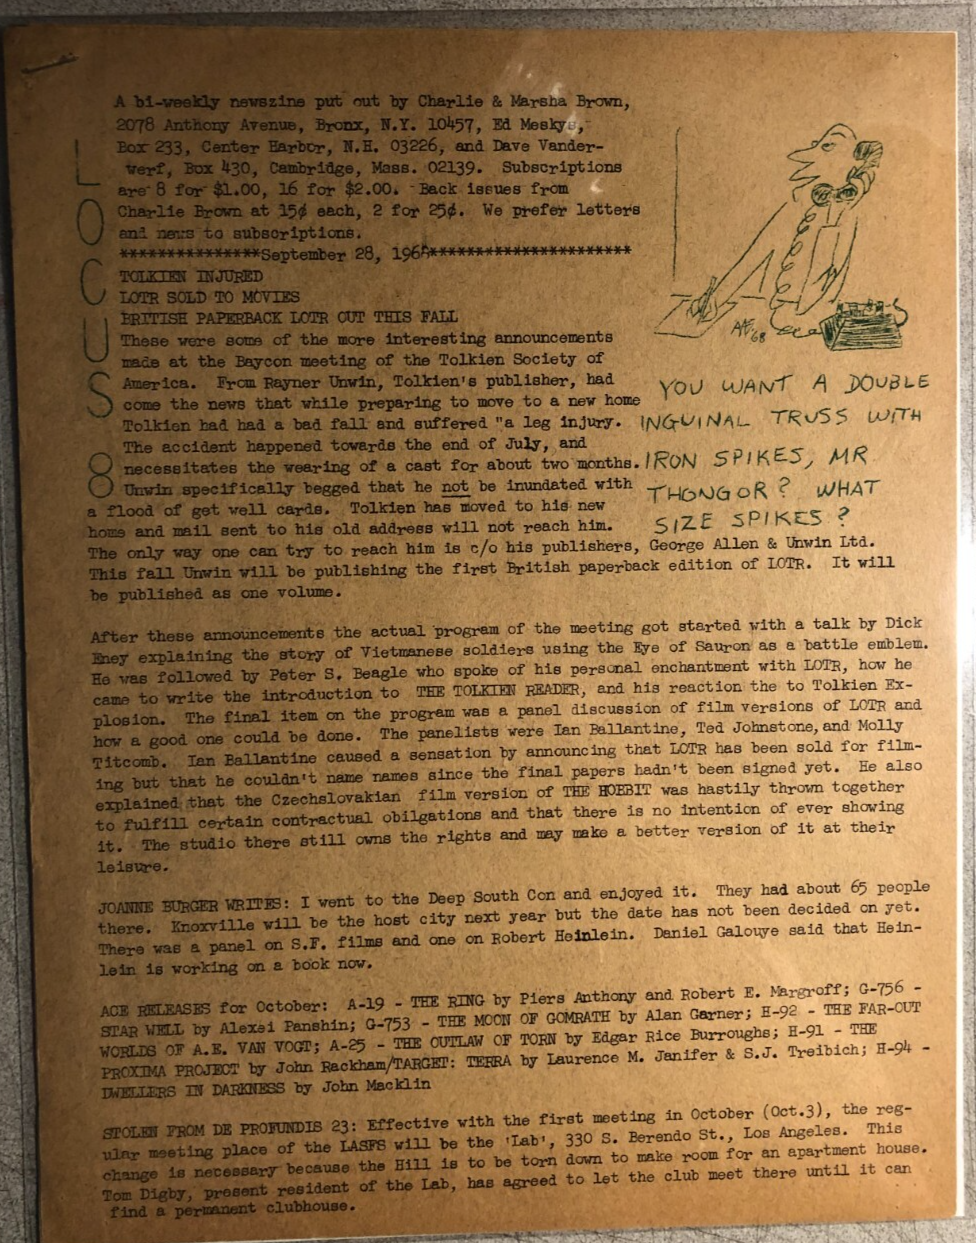 LOCUS 8
A bi-weekly newszine put out by Charlie & Marsha Brown,
2078 Anthony Avenue, Bronx, N.Y. 10457, Ed Meskys,
Box 233, Center Harbor, N.H. 03226, and Dave Vander-
werf, Box 430, Cambridge, Mass. 02139. Subscriptions
are 8 for $1.00, 16 for $2.00. Back issues from
Charlie Brown at 15¢ each, 2 for 25¢. We prefer letters
and news to subscriptions.
*************September 28, 1968***********************
TOLKIEN INJURED
LOTR SOLD TO MOVIES
BRITISH PAPERBACK LOTR OUT THIS FALL
These were some of the more interesting announcements
made at the Baycon meeting of the Tolkien Society of
America. From Rayner Unwin, Tolkien's publisher, had
come the news that while preparing to move to a new home
Tolkien had had a bad fall and suffered "a leg injury.
The accident happened towards the end of July, and
necessitates the wearing of a cast for about two months.
Unwin specifically begged that he not be inundated with
a flood of get well cards. Tolkien has moved to his new
home and mail sent to his old address will not reach him.
The only way one can try to reach him is c/o his publishers, George Allen & Unwin Ltd.
This fall Unwin will be publishing the first British paperback edition of LOTR. It will
be published as one volume.
AE '68
YOU WANT A DOUBLE
INGUINAL TRUSS WITH
IRON SPIKES, MR
THONGOR? WHAT
SIZE SPIKES?
After these announcements the actual program of the meeting got started with a talk by Dick
Eney explaining the story of Vietmanese soldiers using the Eye of Sauron as a battle emblem.
He was followed by Peter S. Beagle who spoke of his personal enchantment with LOTR, how he
came to write the introduction to THE TOLKIEN READER, and his reaction the to Tolkien Ex-
plosion. The final item on the program was a panel discussion of film versions of LOTR and
how a good one could be done. The panelists were Ian Ballantine, Ted Johnstone, and Molly
Titcomb. Ian Ballantine caused a sensation by announcing that LOTR has been sold for film-
ing but that he couldn't name names since the final papers hadn't been signed yet. He also
explained that the Czechslovakian film version of THE HOBBIT was hastily thrown together
to fulfill certain contractual obilgations and that there is no intention of ever showing
it. The studio there still owns the rights and may make a better version of it at their
leisure.
JOANNE BURGER WRITES: I went to the Deep South Con and enjoyed it. They had about 65 people
there. Knoxville will be the host city next year but the date has not been decided on yet.
There was a panel on S.F. films and one on Robert Heinlein. Daniel Galouye said that Hein-
lein is working on a book now.
ACE RELEASES for October: A-19 - THE RING by Piers Anthony and Robert E. Margroff; G-756 -
STAR WELL by Alexei Panshin; G-753 - THE MOON OF GOMRATH by Alan Garner; H-92 - THE FAR-OUT
WORLDS OF A.E. VAN VOGT; A-25 - THE OUTLAW OF TORN by Edgar Rice Burroughs; H-91 - THE
PROXIMA PROJECT by John Rackham/TARGET: TERRA by Laurence M. Janifer & S.J. Treibich; H-94 -
DWELLERS IN DARKNESS by John Macklin
STOLEN FROM DE PROFUNDIS 23: Effective with the first meeting in October (Oct.3), the reg-
ular meeting place of the LASFS will be the 'Lab', 330 S. Berendo St., Los Angeles. This
change is necessary because the Hill is to be torn down to make room for an apartment house.
Tom Digby, present resident of the Lab, has agreed to let the club meet there until it can
find a permanent clubhouse.